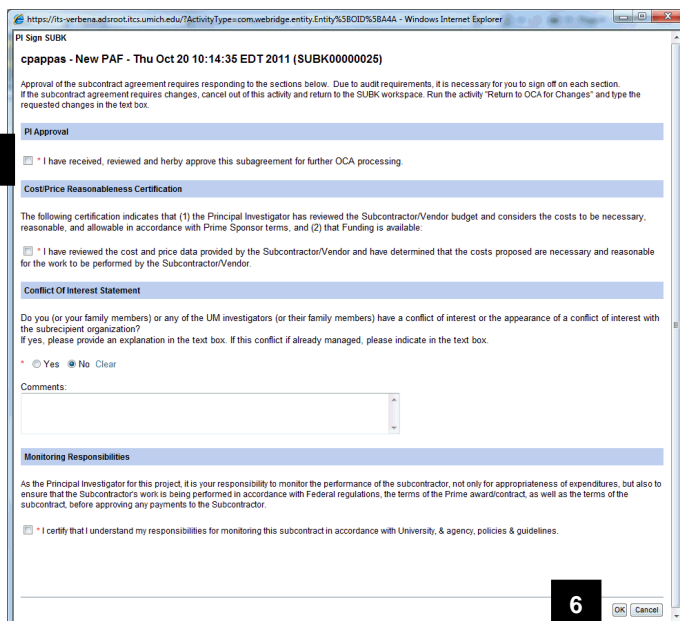 https://its-verbena.adsroot.itcs.umich.edu/?ActivityType=com.webridge.entity.Entity%5BOID%5BA4A - Windows Internet Explorer
PI Sign SUBK
cpappas - New PAF - Thu Oct 20 10:14:35 EDT 2011 (SUBK00000025)
Approval of the subcontract agreement requires responding to the sections below. Due to audit requirements, it is necessary for you to sign off on each section.
If the subcontract agreement requires changes, cancel out of this activity and return to the SUBK workspace. Run the activity "Return to OCA for Changes" and type the
requested changes in the text box.
PI Approval
* I have received, reviewed and herby approve this subagreement for further OCA processing.
Cost/Price Reasonableness Certification
The following certification indicates that (1) the Principal Investigator has reviewed the Subcontractor/Vendor budget and considers the costs to be necessary,
reasonable, and allowable in accordance with Prime Sponsor terms, and (2) that Funding is available:
* I have reviewed the cost and price data provided by the Subcontractor/Vendor and have determined that the costs proposed are necessary and reasonable
for the work to be performed by the Subcontractor/Vendor.
Conflict Of Interest Statement
Do you (or your family members) or any of the UM investigators (or their family members) have a conflict of interest or the appearance of a conflict of interest with
the subrecipient organization?
If yes, please provide an explanation in the text box. If this conflict if already managed, please indicate in the text box.
* Yes No Clear
Comments:
Monitoring Responsibilities
As the Principal Investigator for this project, it is your responsibility to monitor the performance of the subcontractor, not only for appropriateness of expenditures, but also to
ensure that the Subcontractor's work is being performed in accordance with Federal regulations, the terms of the Prime award/contract, as well as the terms of the
subcontract, before approving any payments to the Subcontractor.
* I certify that I understand my responsibilities for monitoring this subcontract in accordance with University, & agency, policies & guidelines.
6
OK Cancel